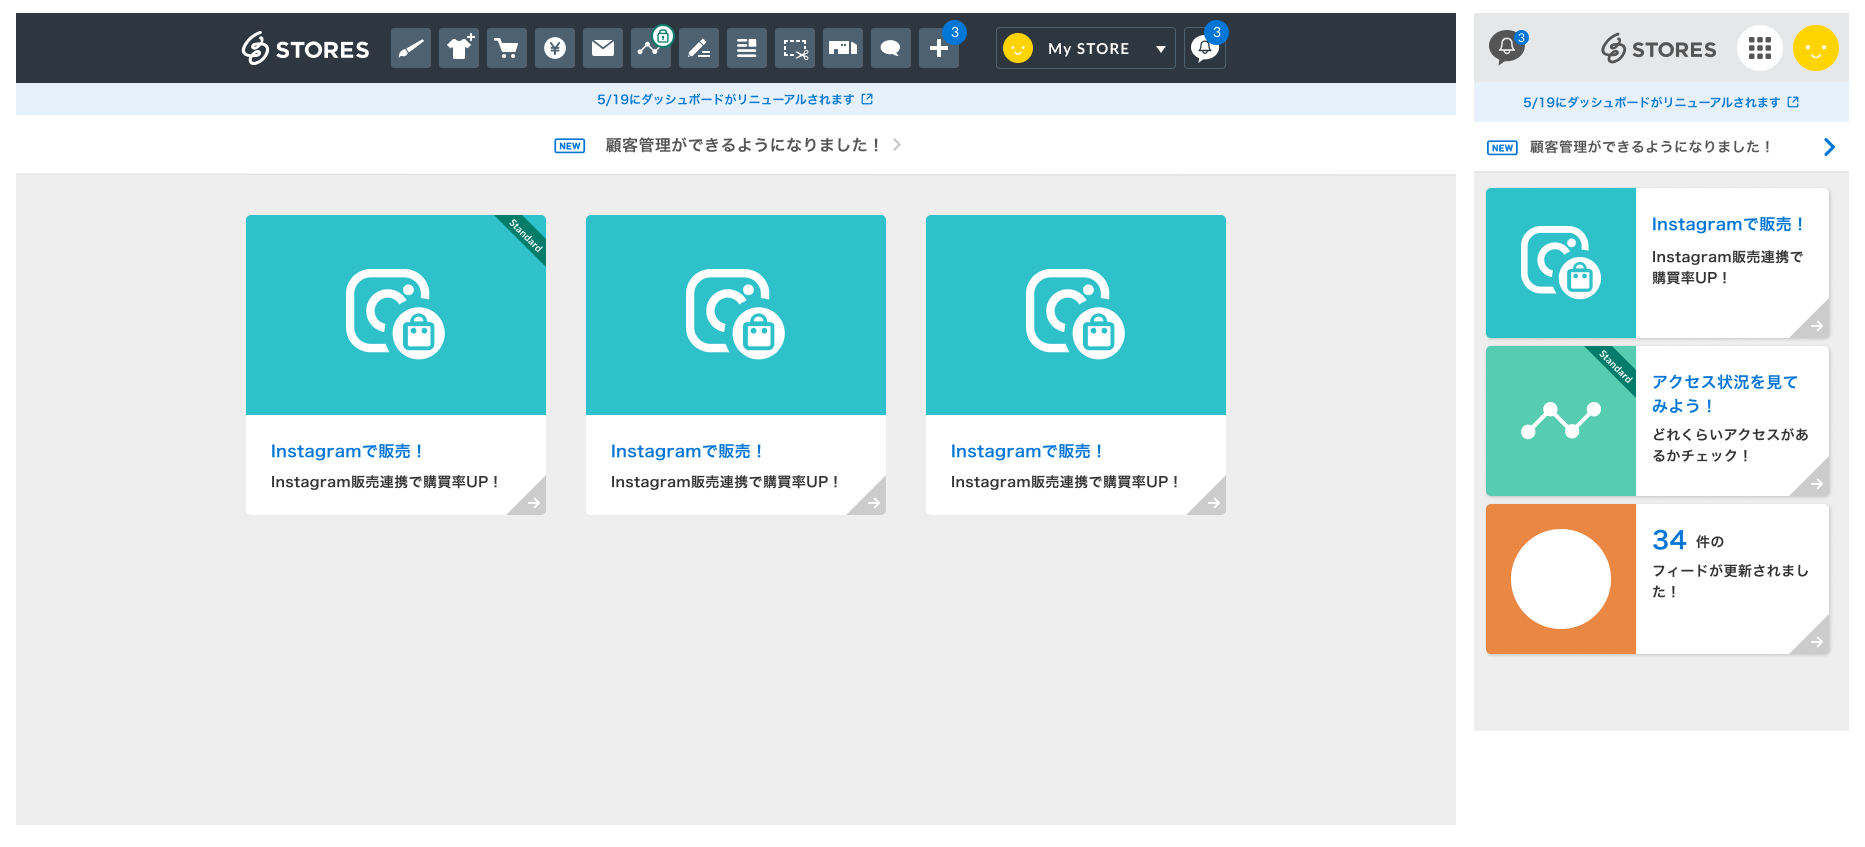 STORES
3
My STORE
3
5/19にダッシュボードがリニューアルされます
NEW 顧客管理ができるようになりました！
Standard
Instagramで販売！
Instagram販売連携で購買率UP！
Instagramで販売！
Instagram販売連携で購買率UP！
Instagramで販売！
Instagram販売連携で購買率UP！
3
STORES
5/19にダッシュボードがリニューアルされます
NEW 顧客管理ができるようになりました！
Instagramで販売！
Instagram販売連携で
購買率UP！
Standard
アクセス状況を見て
みよう！
どれくらいアクセスがあ
るかチェック！
34 件の
フィードが更新されまし
た！